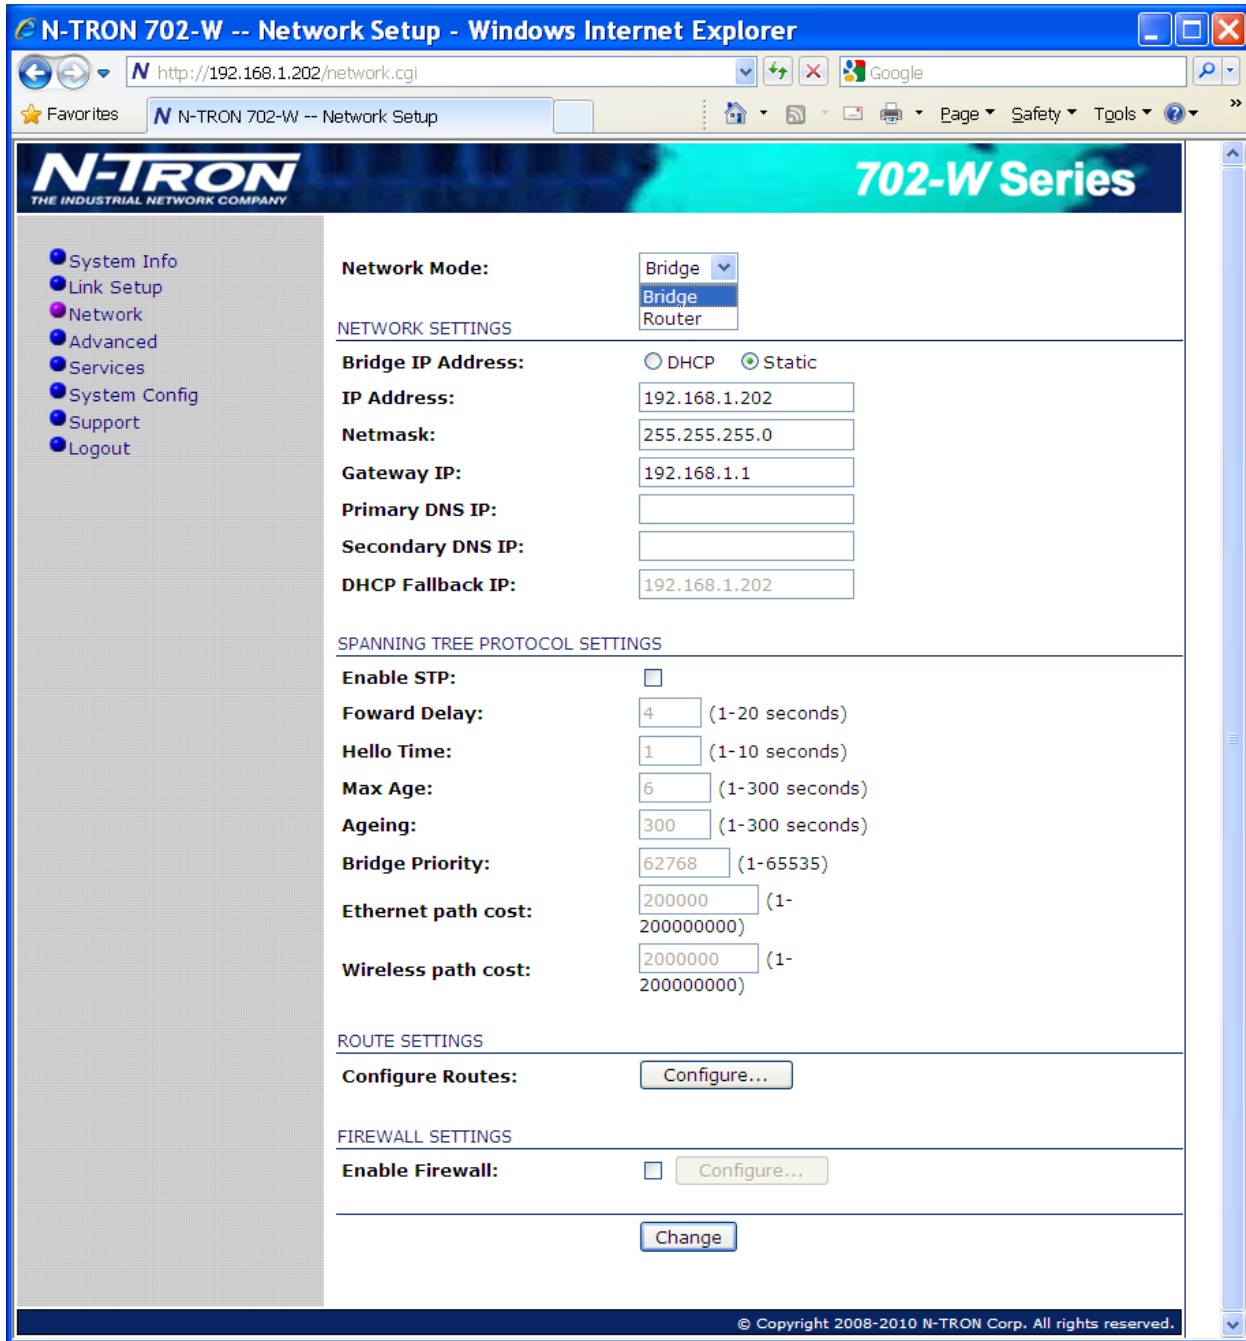 N-TRON 702-W -- Network Setup - Windows Internet Explorer
http://192.168.1.202/network.cgi
Google
Favorites
N-TRON 702-W -- Network Setup
Page
Safety
Tools
N-TRON
THE INDUSTRIAL NETWORK COMPANY
702-W Series
System Info
Link Setup
Network
Advanced
Services
System Config
Support
Logout
Network Mode: Bridge
Bridge
Router
NETWORK SETTINGS
Bridge IP Address: DHCP Static
IP Address: 192.168.1.202
Netmask: 255.255.255.0
Gateway IP: 192.168.1.1
Primary DNS IP:
Secondary DNS IP:
DHCP Fallback IP: 192.168.1.202
SPANNING TREE PROTOCOL SETTINGS
Enable STP:
Foward Delay: 4 (1-20 seconds)
Hello Time: 1 (1-10 seconds)
Max Age: 6 (1-300 seconds)
Ageing: 300 (1-300 seconds)
Bridge Priority: 62768 (1-65535)
Ethernet path cost: 200000 (1-
200000000)
Wireless path cost: 2000000 (1-
200000000)
ROUTE SETTINGS
Configure Routes: Configure...
FIREWALL SETTINGS
Enable Firewall: Configure...
Change
© Copyright 2008-2010 N-TRON Corp. All rights reserved.